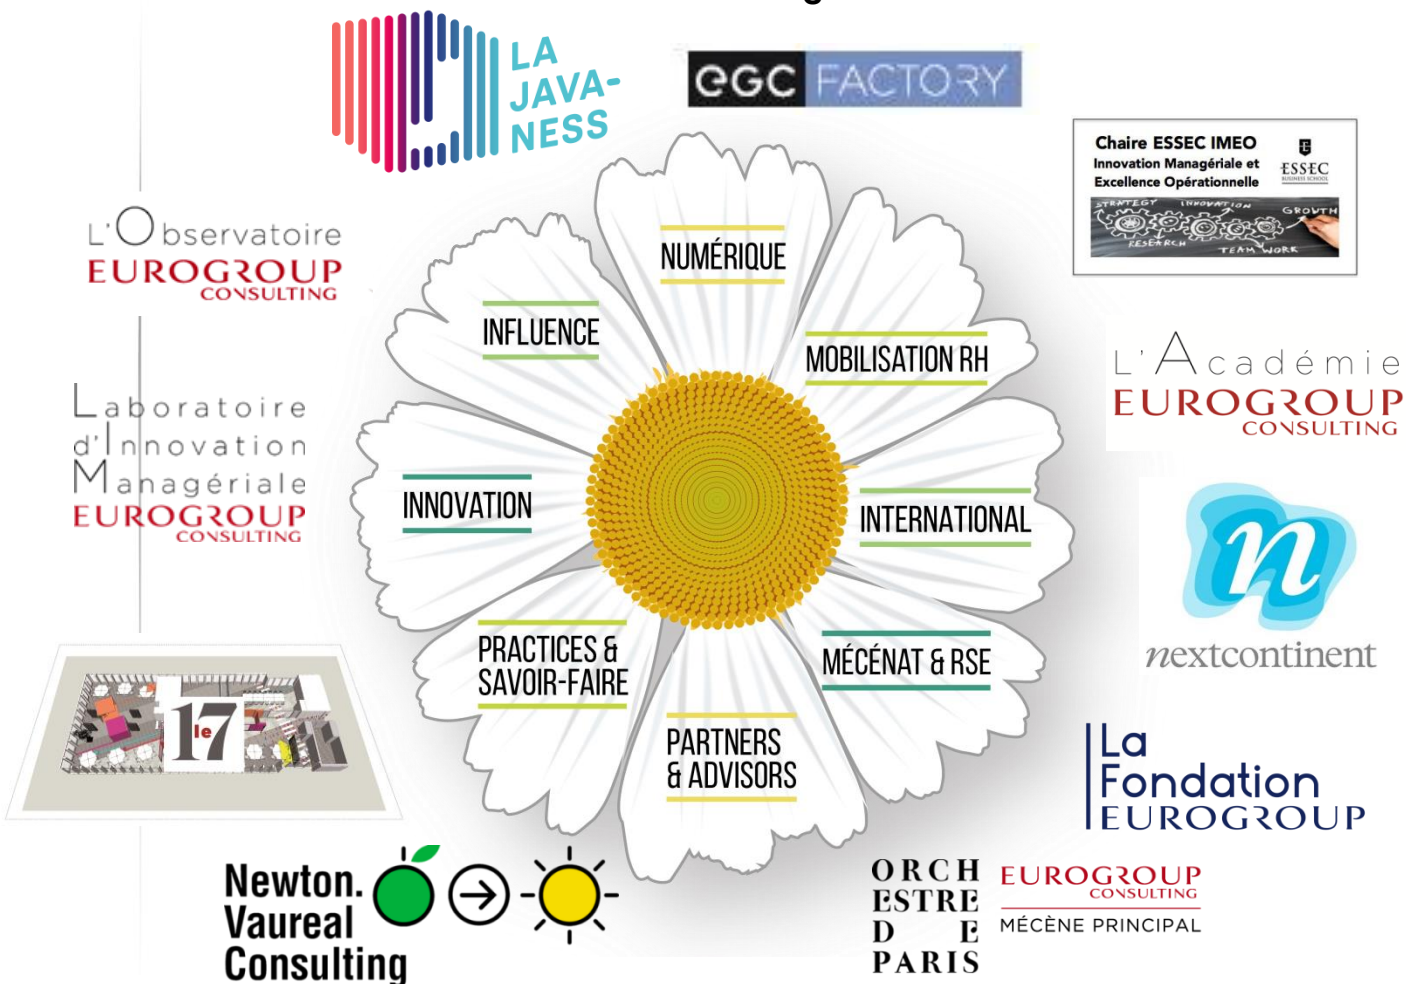 LA
JAVA-
NESS
eGC FACTORY
Chaire ESSEC IMEO
Innovation Managériale et
Excellence Opérationnelle
ESSEC
BUSINESS SCHOOL
STRATEGY INNOVATION GROWTH
RESEARCH
TEAM WORK
L'Observatoire
EUROGROUP
CONSULTING
NUMÉRIQUE
INFLUENCE
MOBILISATION RH
L'Académie
EUROGROUP
CONSULTING
Laboratoire
d'Innovation
Managériale
EUROGROUP
CONSULTING
INNOVATION
INTERNATIONAL
n
nextcontinent
PRACTICES &
SAVOIR-FAIRE
MÉCÉNAT & RSE
le
17
PARTNERS
& ADVISORS
La
Fondation
EUROGROUP
Newton.
Vaureal
Consulting
ORCH
ESTRE
D E
PARIS
EUROGROUP
CONSULTING
MÉCÈNE PRINCIPAL